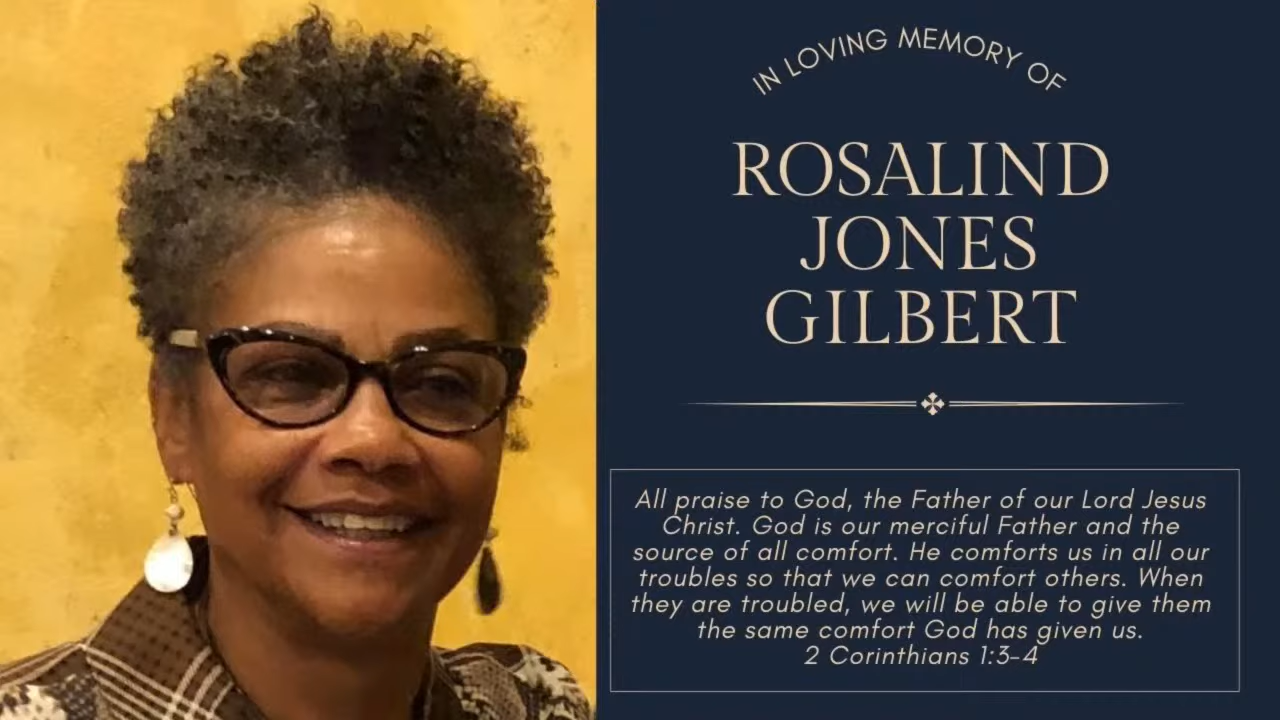 IN LOVING MEMORY OF
ROSALIND
JONES
GILBERT
All praise to God, the Father of our Lord Jesus
Christ. God is our merciful Father and the
source of all comfort. He comforts us in all our
troubles so that we can comfort others. When
they are troubled, we will be able to give them
the same comfort God has given us.
2 Corinthians 1:3-4